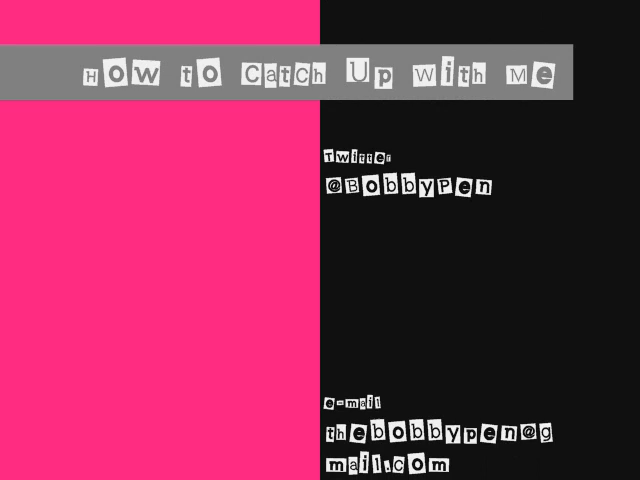 How to Catch Up with Me
Twitter
@BobbyPen
e-mail
thebobbypen@g
mail.com